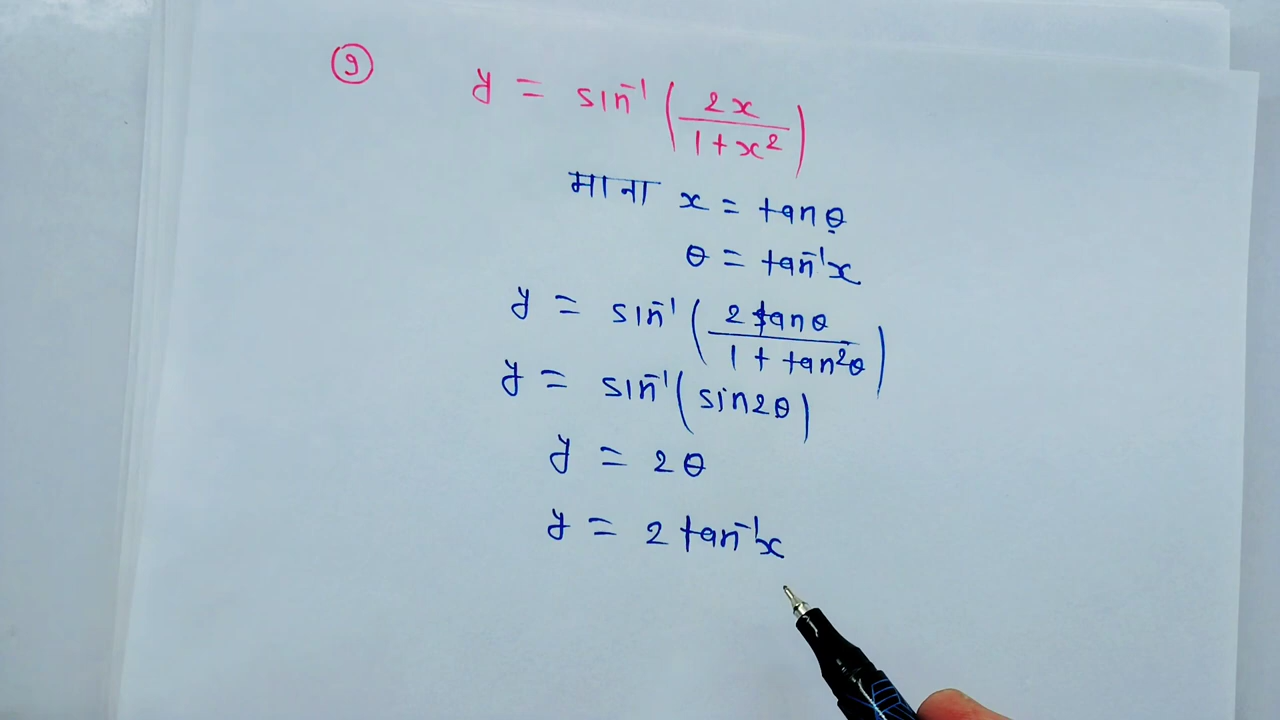 9 y = sin⁻¹(2x / 1+x²)
माना x = tanθ
θ = tan⁻¹x
y = sin⁻¹(2tanθ / 1+tan²θ)
y = sin⁻¹(sin2θ)
y = 2θ
y = 2tan⁻¹x